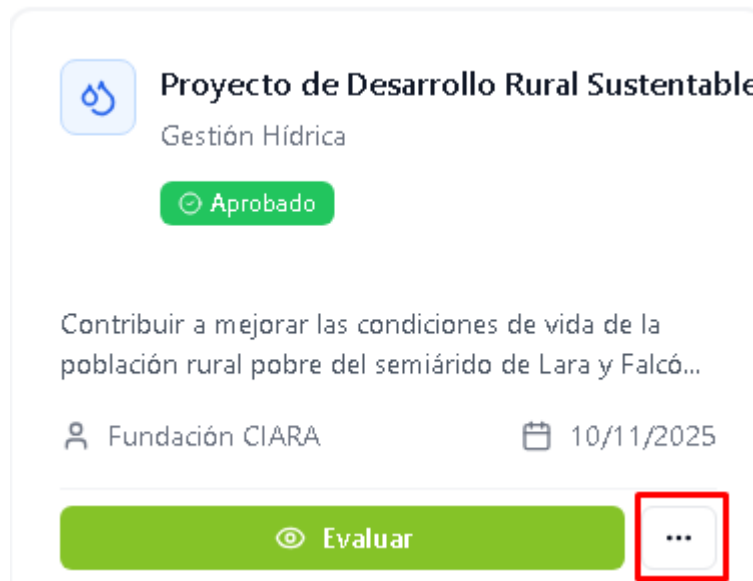 Proyecto de Desarrollo Rural Sustentable
Gestión Hídrica
Aprobado
Contribuir a mejorar las condiciones de vida de la
población rural pobre del semiárido de Lara y Falcó...
Fundación CIARA
10/11/2025
Evaluar
...